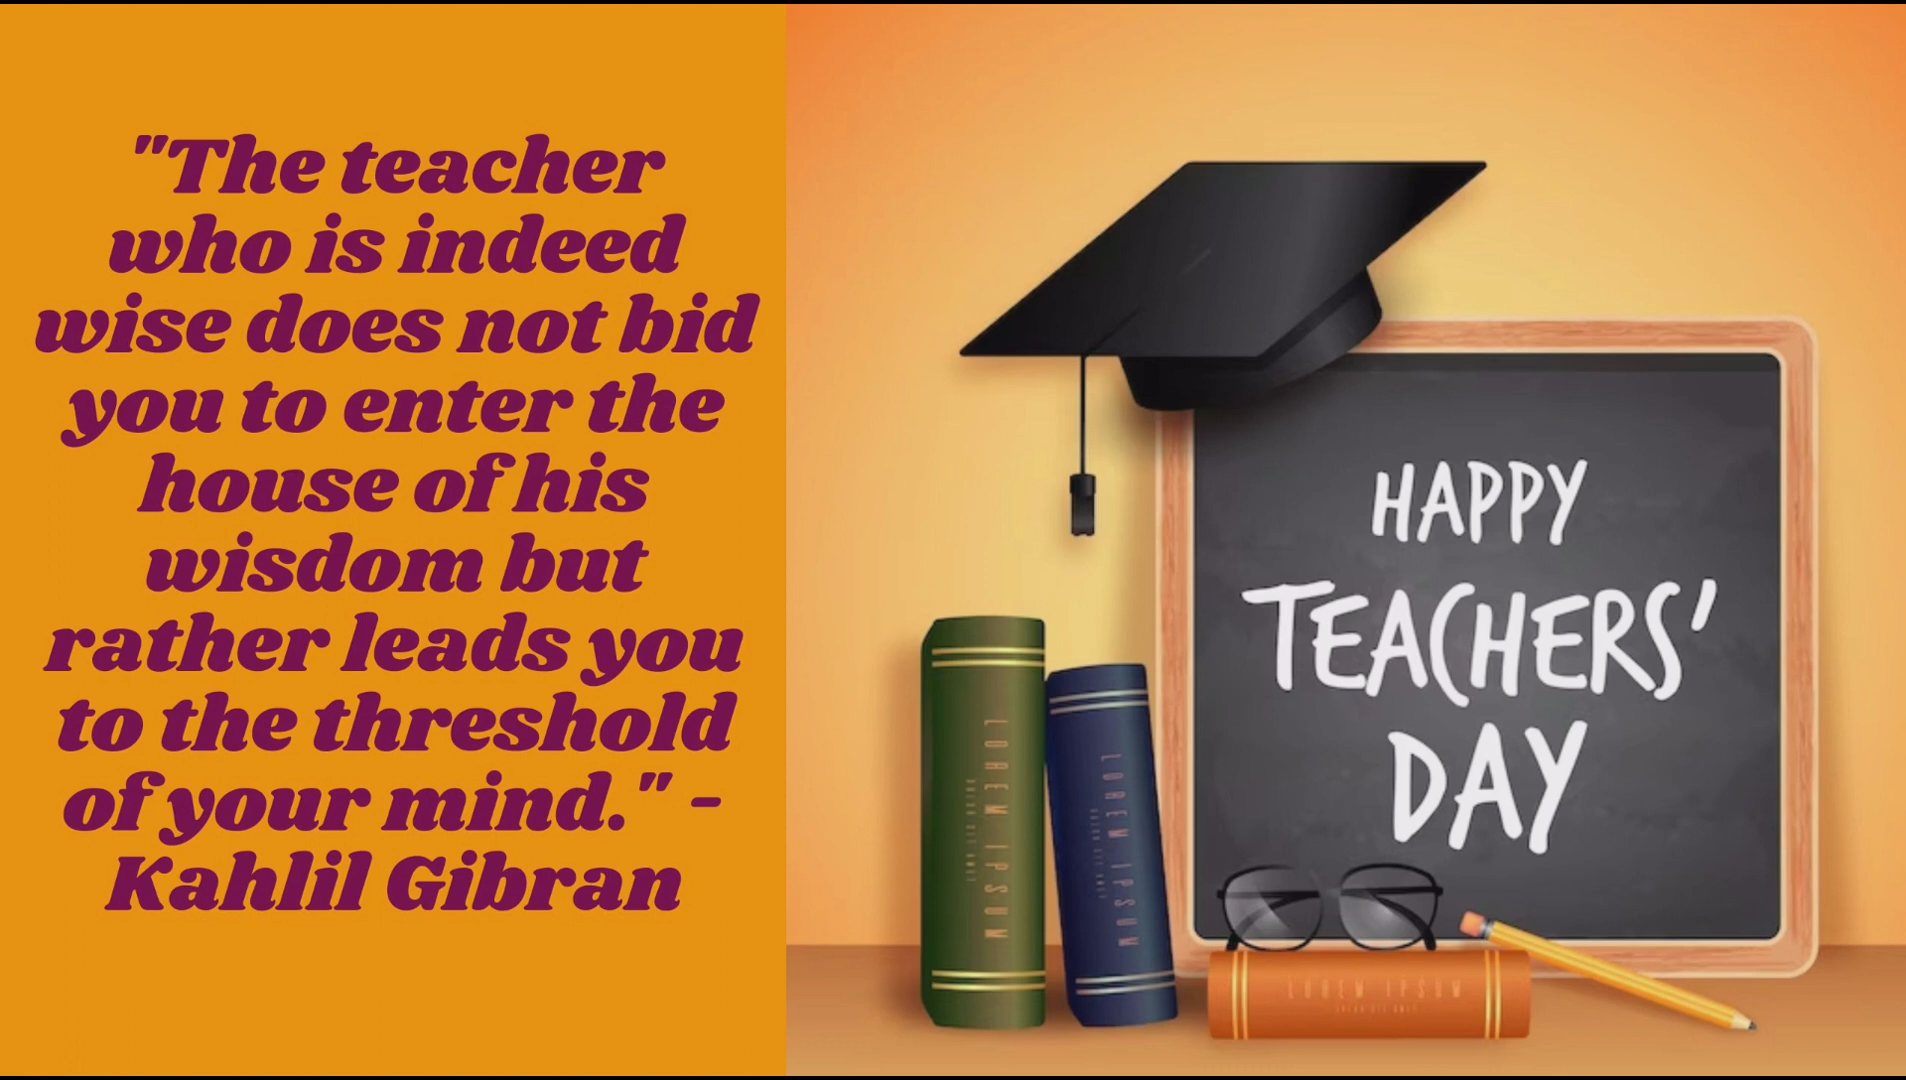 "The teacher
who is indeed
wise does not bid
you to enter the
house of his
wisdom but
rather leads you
to the threshold
of your mind." -
Kahlil Gibran
HAPPY
TEACHERS'
DAY
LOREM IPSUM
LOREM IPSUM
LOREM IPSUM